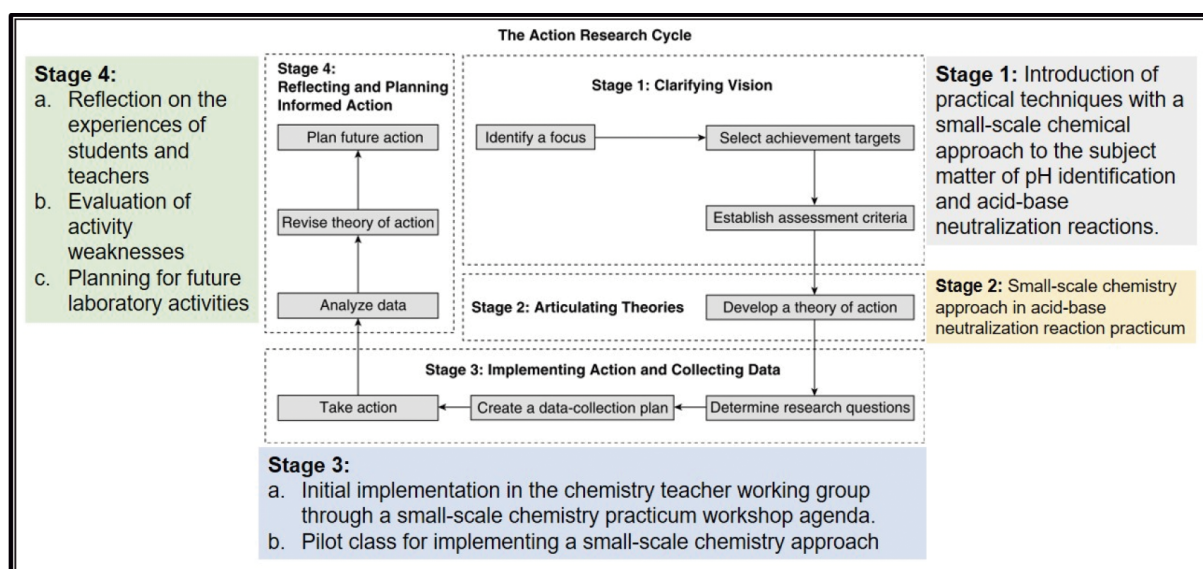 The Action Research Cycle
Stage 4:
a. Reflection on the
experiences of
students and
teachers
b. Evaluation of
activity
weaknesses
c. Planning for future
laboratory activities
Stage 4:
Reflecting and Planning
Informed Action
Plan future action
Revise theory of action
Analyze data
Stage 1: Clarifying Vision
Identify a focus
Select achievement targets
Establish assessment criteria
Stage 1: Introduction of
practical techniques with a
small-scale chemical
approach to the subject
matter of pH identification
and acid-base
neutralization reactions.
Stage 2: Articulating Theories
Develop a theory of action
Stage 2: Small-scale chemistry
approach in acid-base
neutralization reaction practicum
Stage 3: Implementing Action and Collecting Data
Take action
Create a data-collection plan
Determine research questions
Stage 3:
a. Initial implementation in the chemistry teacher working group
through a small-scale chemistry practicum workshop agenda.
b. Pilot class for implementing a small-scale chemistry approach